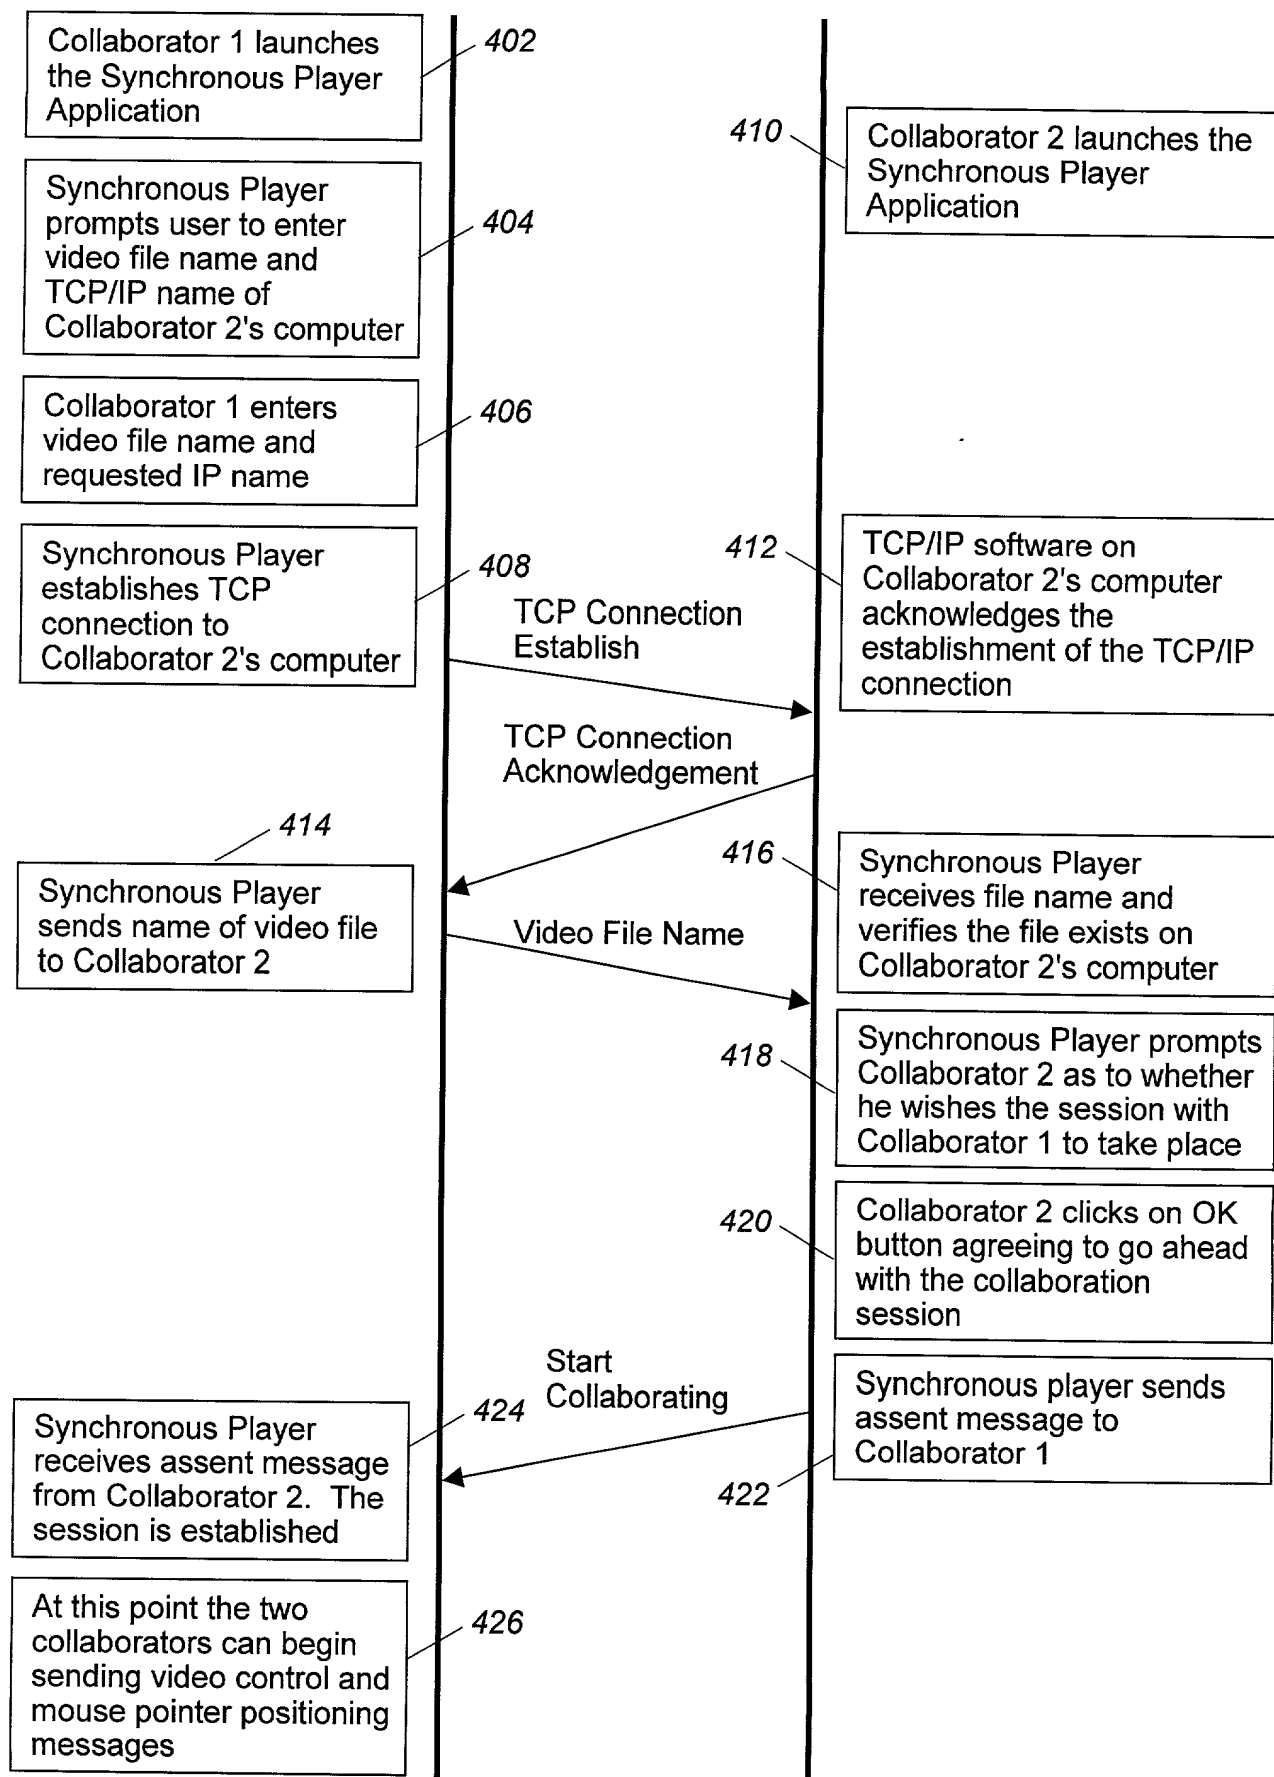 Collaborator 1 launches
the Synchronous Player
Application
402
410
Collaborator 2 launches the
Synchronous Player
Application
Synchronous Player
prompts user to enter
video file name and
TCP/IP name of
Collaborator 2's computer
404
Collaborator 1 enters
video file name and
requested IP name
406
Synchronous Player
establishes TCP
connection to
Collaborator 2's computer
408
TCP Connection
Establish
412
TCP/IP software on
Collaborator 2's computer
acknowledges the
establishment of the TCP/IP
connection
TCP Connection
Acknowledgement
414
Synchronous Player
sends name of video file
to Collaborator 2
Video File Name
416
Synchronous Player
receives file name and
verifies the file exists on
Collaborator 2's computer
418
Synchronous Player prompts
Collaborator 2 as to whether
he wishes the session with
Collaborator 1 to take place
420
Collaborator 2 clicks on OK
button agreeing to go ahead
with the collaboration
session
Start
Collaborating
422
Synchronous player sends
assent message to
Collaborator 1
424
Synchronous Player
receives assent message
from Collaborator 2. The
session is established
At this point the two
collaborators can begin
sending video control and
mouse pointer positioning
messages
426